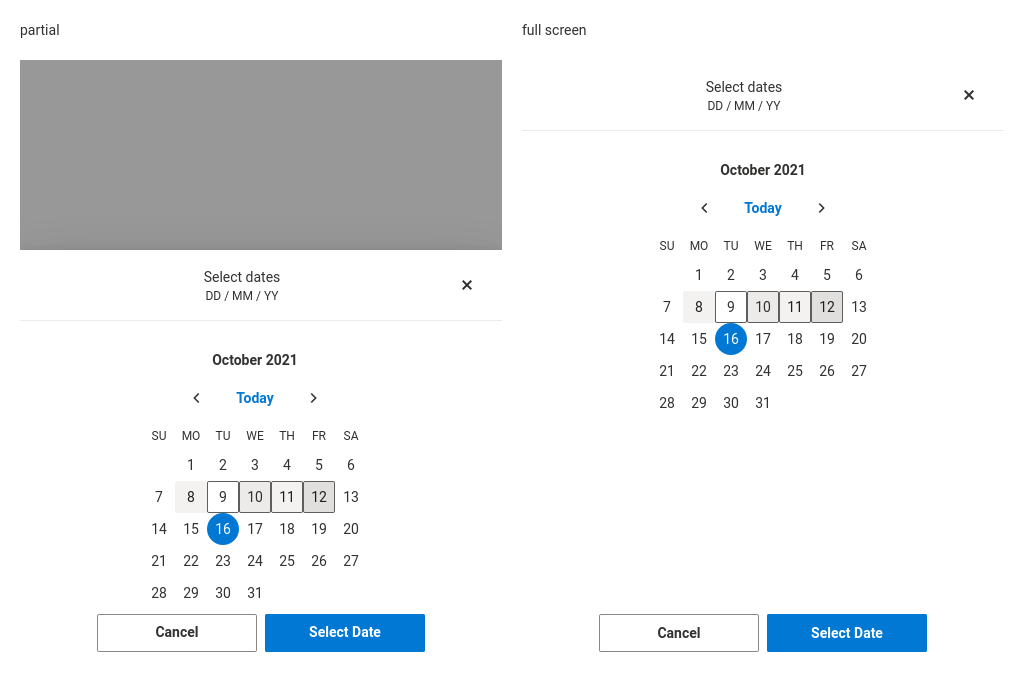 partial
Select dates
DD / MM / YY
October 2021
Today
SU MO TU WE TH FR SA
1 2 3 4 5 6
7 8 9 10 11 12 13
14 15 16 17 18 19 20
21 22 23 24 25 26 27
28 29 30 31
Cancel Select Date
full screen
Select dates
DD / MM / YY
October 2021
Today
SU MO TU WE TH FR SA
1 2 3 4 5 6
7 8 9 10 11 12 13
14 15 16 17 18 19 20
21 22 23 24 25 26 27
28 29 30 31
Cancel Select Date